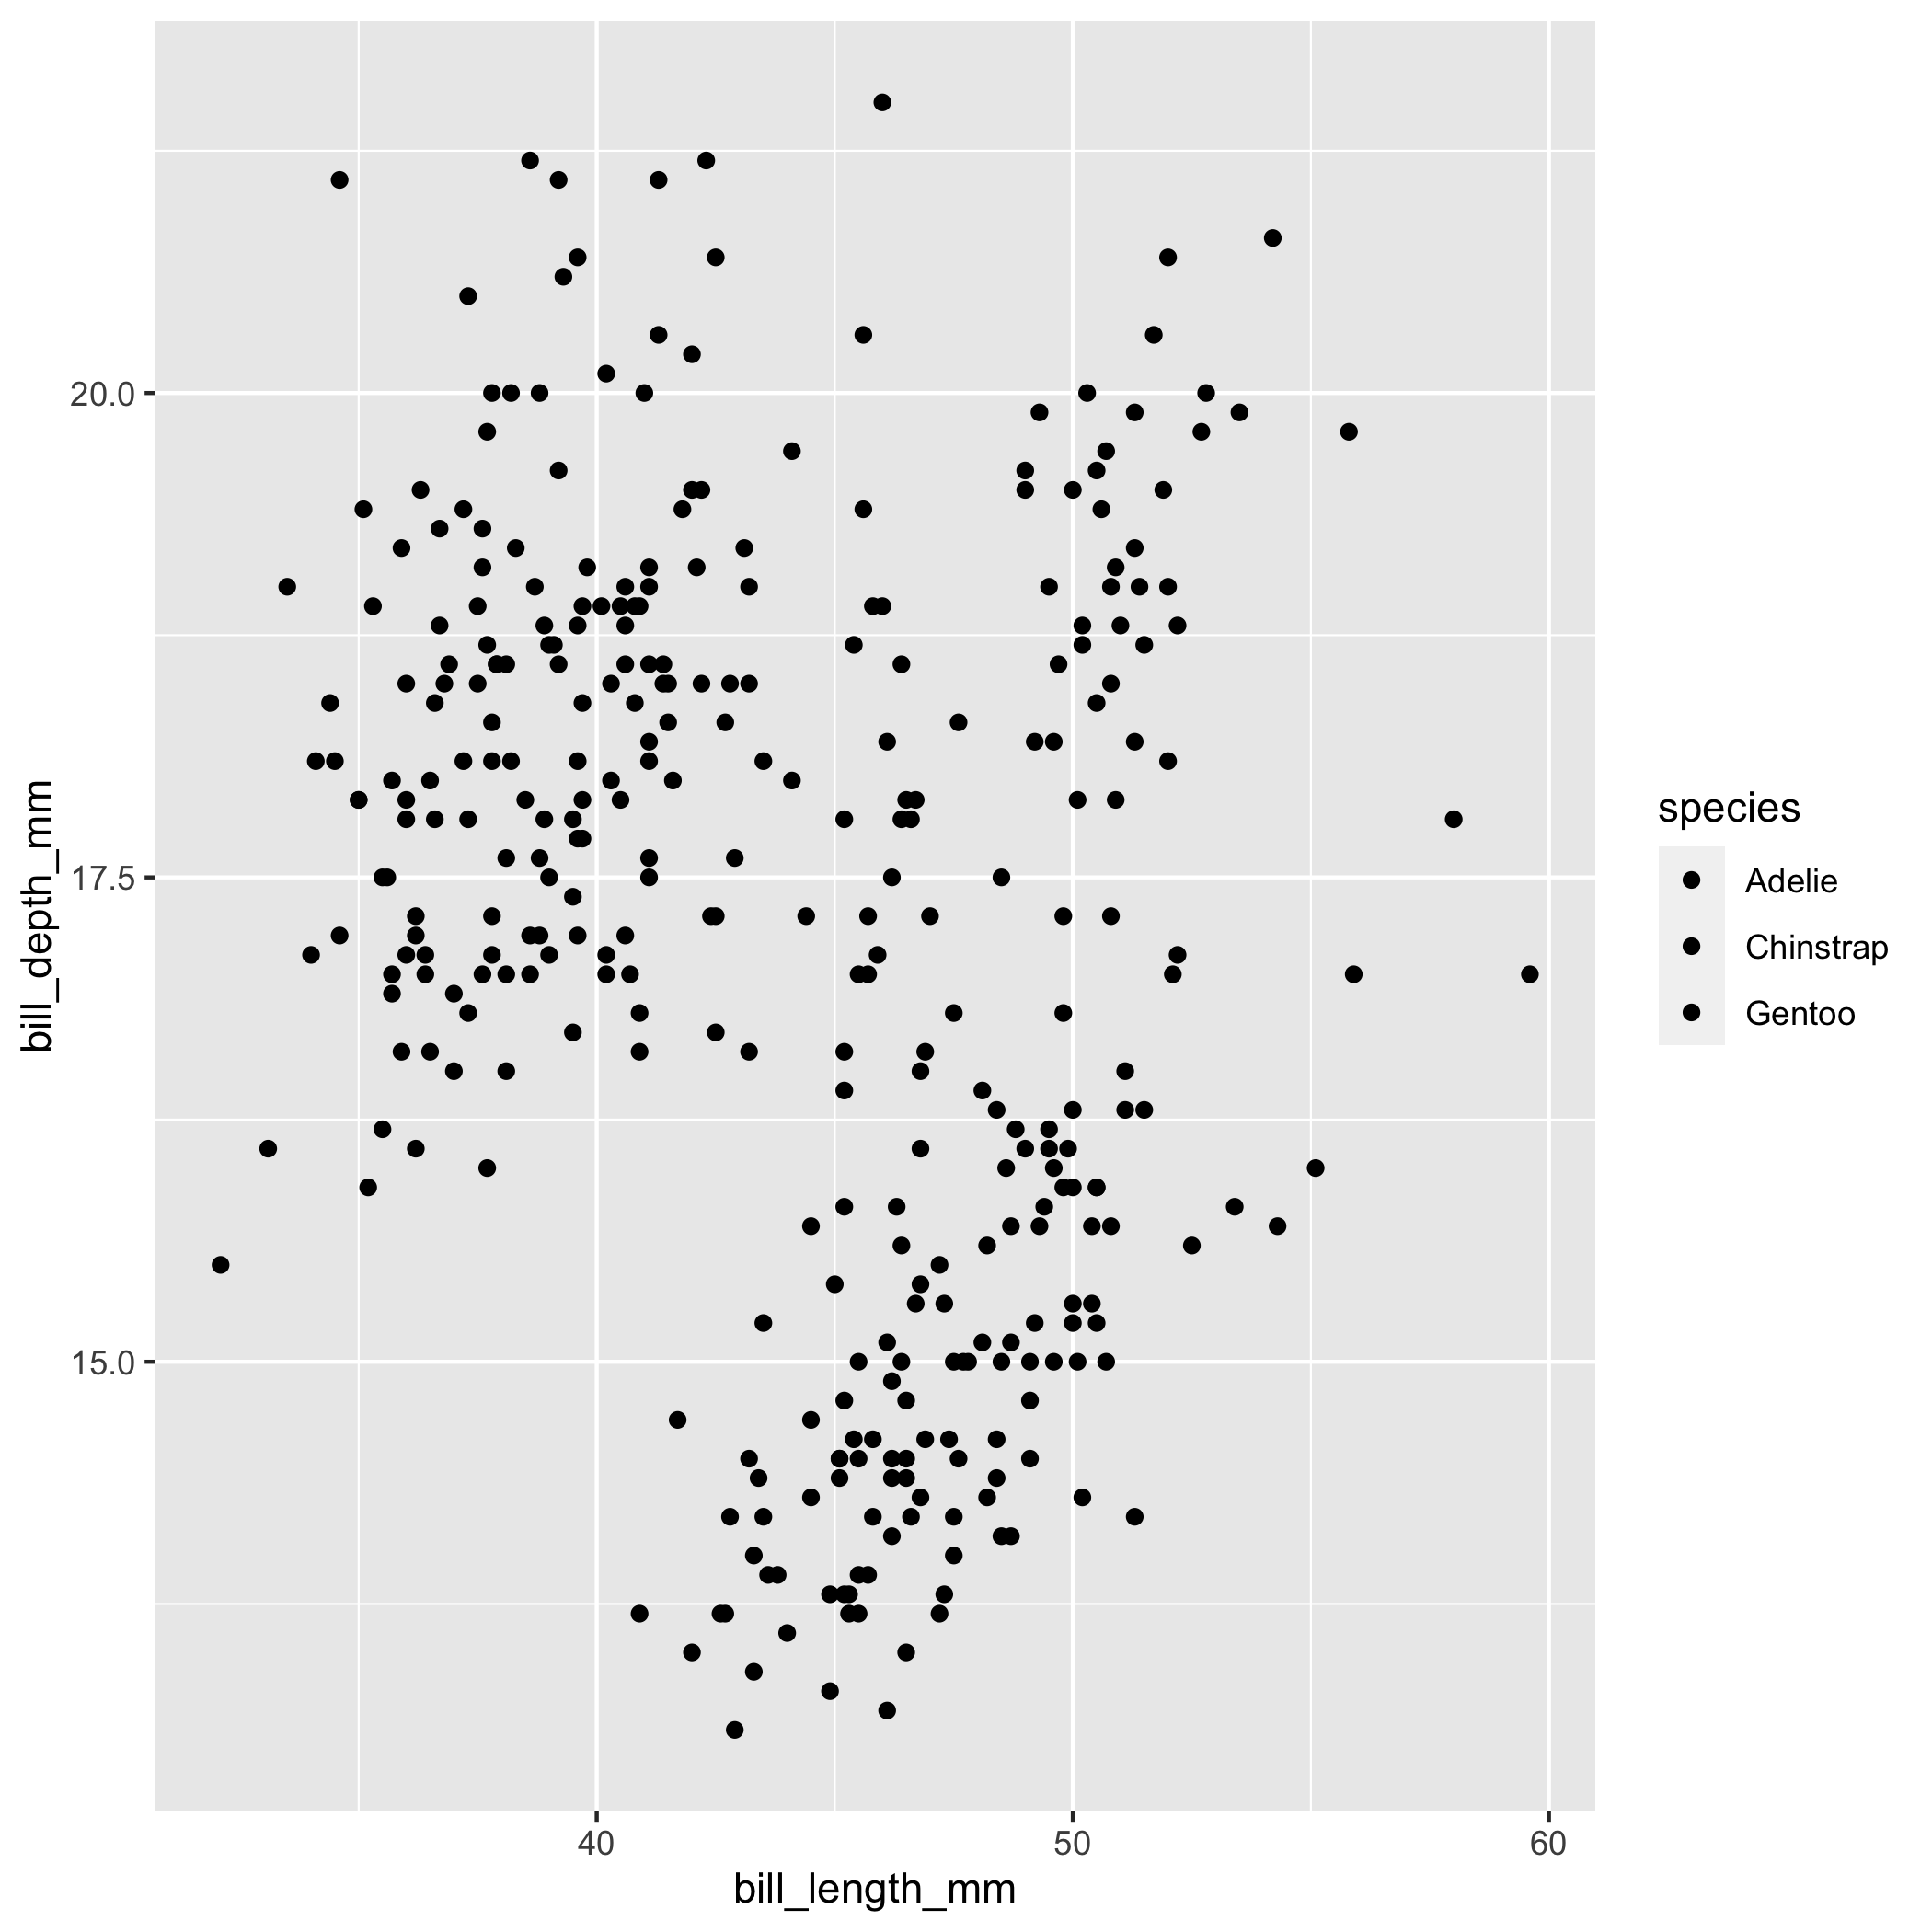 20.0
17.5
15.0
bill_depth_mm
40
50
60
bill_length_mm
species
Adelie
Chinstrap
Gentoo